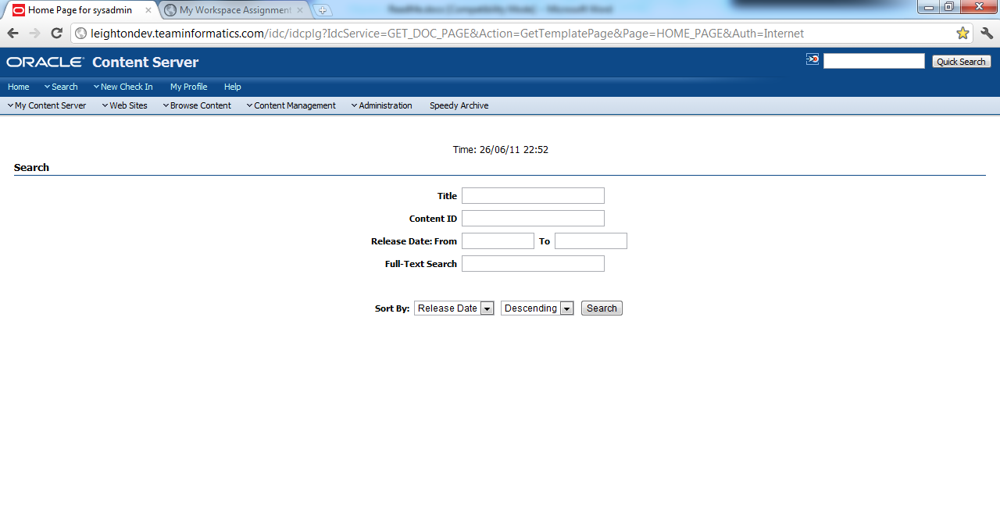 ReadMe.docx [Compatibility Mode] - Microsoft Word
Home Page for sysadmin
My Workspace Assignment
leightondev.teaminformatics.com/idc/idcplg?IdcService=GET_DOC_PAGE&Action=GetTemplatePage&Page=HOME_PAGE&Auth=Internet
ORACLE Content Server
Quick Search
Home Search New Check In My Profile Help
My Content Server Web Sites Browse Content Content Management Administration Speedy Archive
Time: 26/06/11 22:52
Search
Title
Content ID
Release Date: From To
Full-Text Search
Sort By: Release Date Descending Search